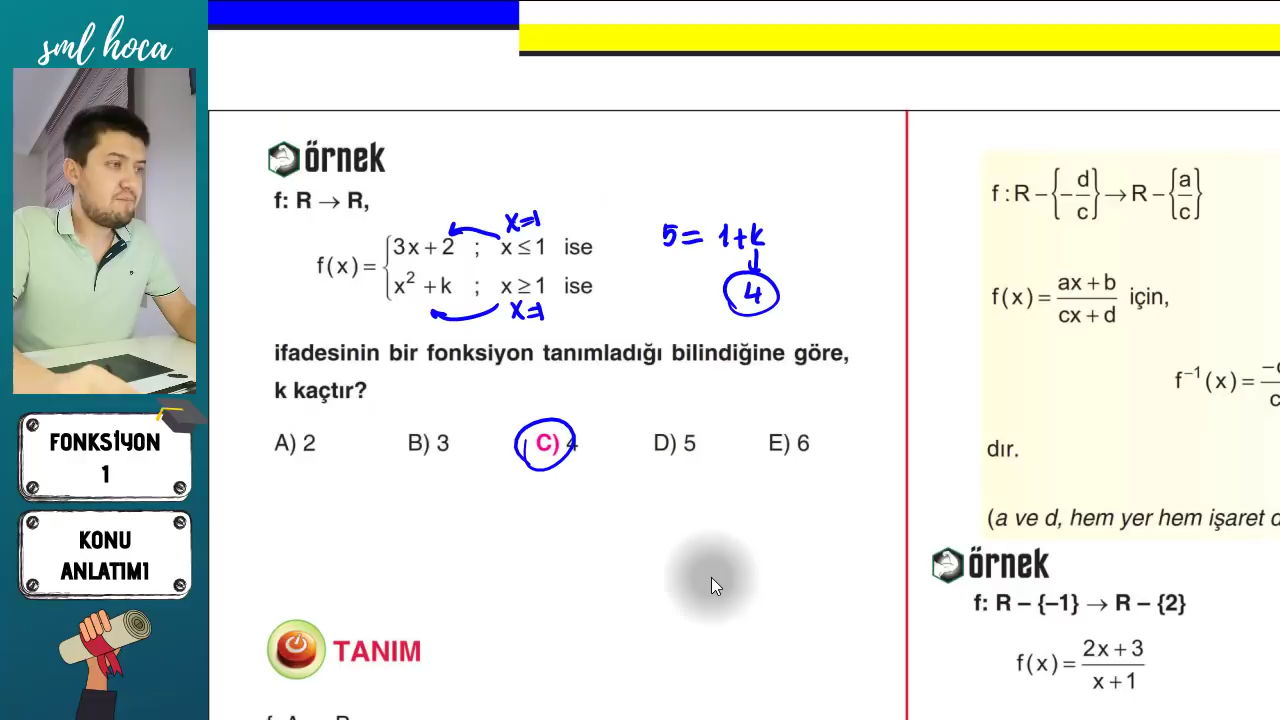 sml hoca
FONKSİYON
1
KONU
ANLATIMI
örnek
f: R → R,
x=1
f(x) = { 3x + 2 ; x ≤ 1 ise
x² + k ; x ≥ 1 ise
x=1
5 = 1+k
4
ifadesinin bir fonksiyon tanımladığı bilindiğine göre,
k kaçtır?
A) 2 B) 3 C) 4 D) 5 E) 6
TANIM
f : R − {−d/c} → R − {a/c}
f(x) = (ax + b)/(cx + d) için,
f⁻¹(x) =
dır.
(a ve d, hem yer hem işaret
örnek
f: R − {−1} → R − {2}
f(x) = (2x + 3)/(x + 1)